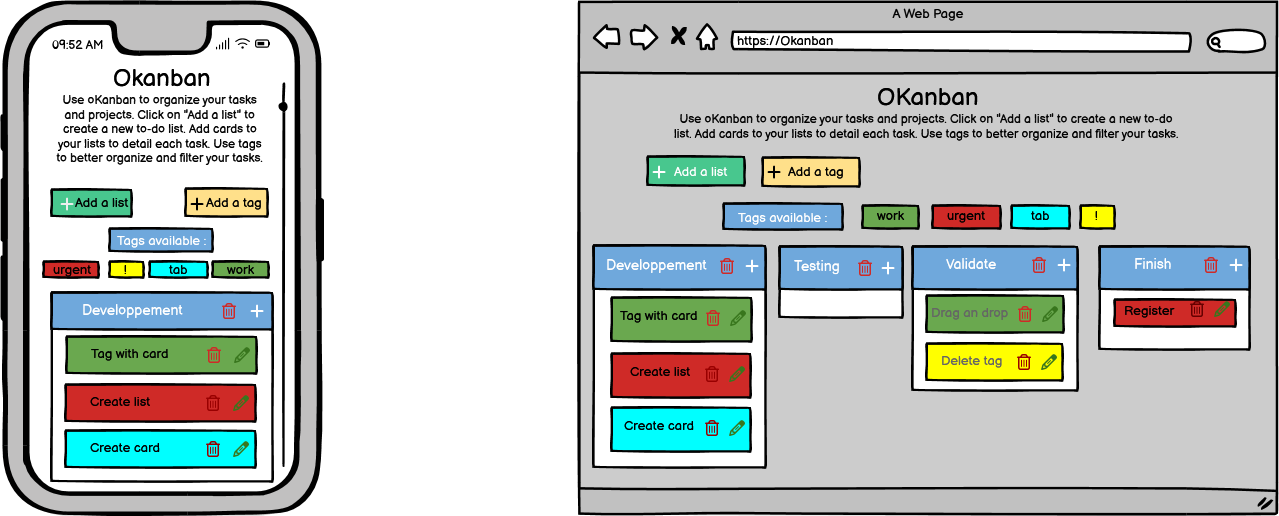 09:52 AM
Okanban
Use oKanban to organize your tasks
and projects. Click on "Add a list" to
create a new to-do list. Add cards to
your lists to detail each task. Use tags
to better organize and filter your tasks.
+ Add a list
+ Add a tag
Tags available :
urgent
!
tab
work
Developpement +
Tag with card
Create list
Create card
A Web Page
https://Okanban
OKanban
Use oKanban to organize your tasks and projects. Click on "Add a list" to create a new to-do
list. Add cards to your lists to detail each task. Use tags to better organize and filter your tasks.
+ Add a list
+ Add a tag
Tags available :
work
urgent
tab
!
Developpement +
Tag with card
Create list
Create card
Testing +
Validate +
Drag an drop
Delete tag
Finish +
Register